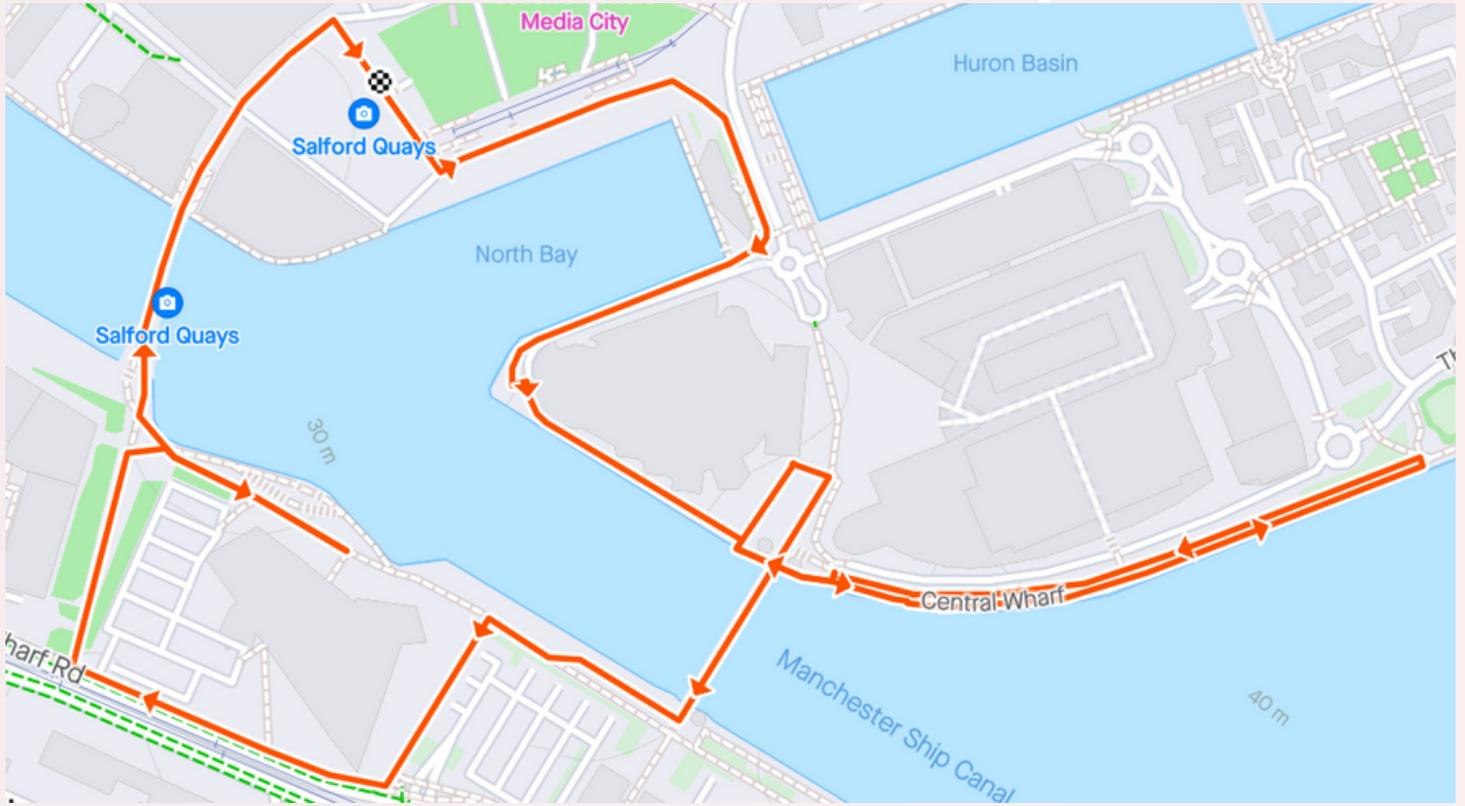 Media City
Huron Basin
Salford Quays
North Bay
Salford Quays
30 m
Central Wharf
harf Rd
Manchester Ship Canal
40 m